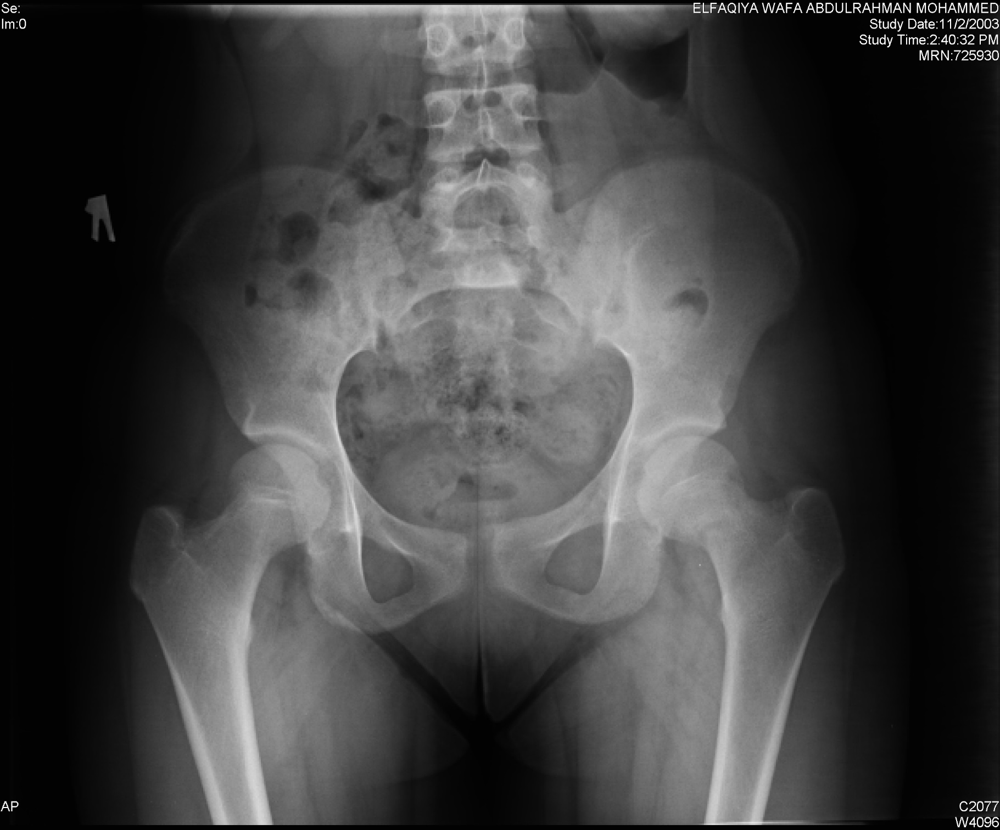 Se:
Im:0
ELFAQIYA WAFA ABDULRAHMAN MOHAMMED
Study Date:11/2/2003
Study Time:2:40:32 PM
MRN:725930
AP
C2077
W4096